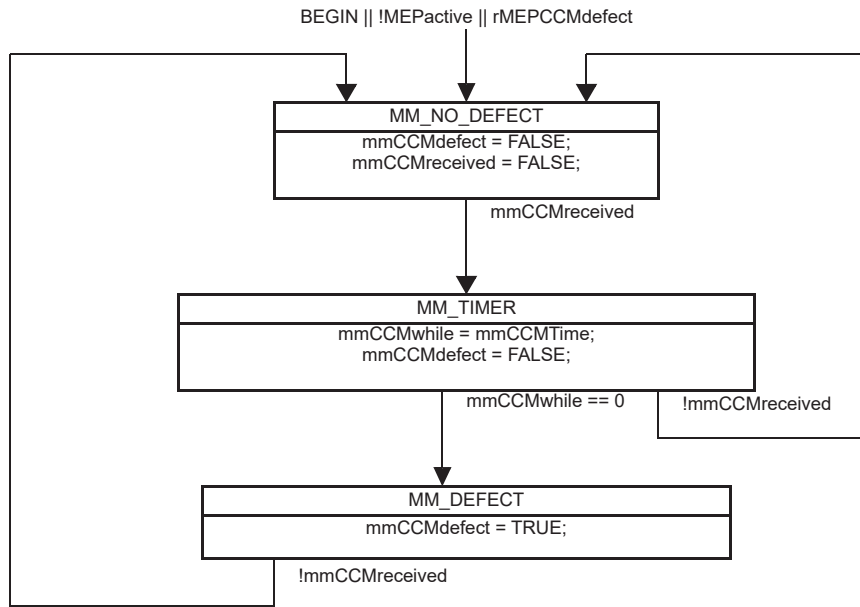 BEGIN || !MEPactive || rMEPCCMdefect
MM_NO_DEFECT
mmCCMdefect = FALSE;
mmCCMreceived = FALSE;
mmCCMreceived
MM_TIMER
mmCCMwhile = mmCCMTime;
mmCCMdefect = FALSE;
mmCCMwhile == 0
!mmCCMreceived
MM_DEFECT
mmCCMdefect = TRUE;
!mmCCMreceived